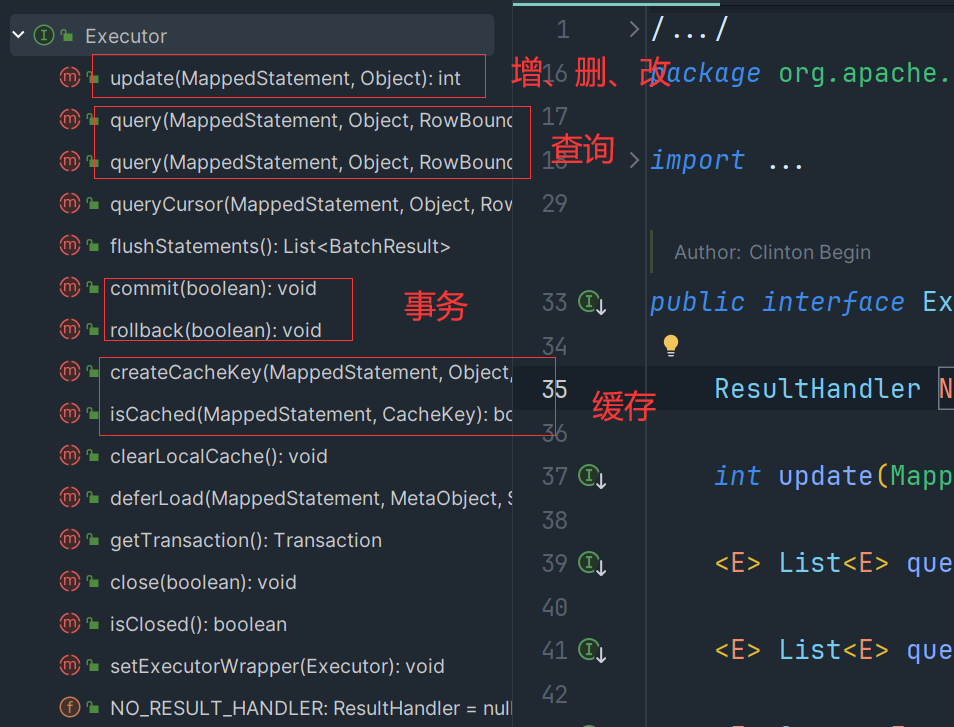 Executor
update(MappedStatement, Object): int
query(MappedStatement, Object, RowBound
query(MappedStatement, Object, RowBound
queryCursor(MappedStatement, Object, Row
flushStatements(): List<BatchResult>
commit(boolean): void
rollback(boolean): void
createCacheKey(MappedStatement, Object,
isCached(MappedStatement, CacheKey): bo
clearLocalCache(): void
deferLoad(MappedStatement, MetaObject, S
getTransaction(): Transaction
close(boolean): void
isClosed(): boolean
setExecutorWrapper(Executor): void
NO_RESULT_HANDLER: ResultHandler = null
增、删、改
查询
事务
缓存
1 /.../
16 package org.apache.
17
18 import ...
29
Author: Clinton Begin
33 public interface Ex
34
35 ResultHandler N
36
37 int update(Mapp
38
39 <E> List<E> que
40
41 <E> List<E> que
42